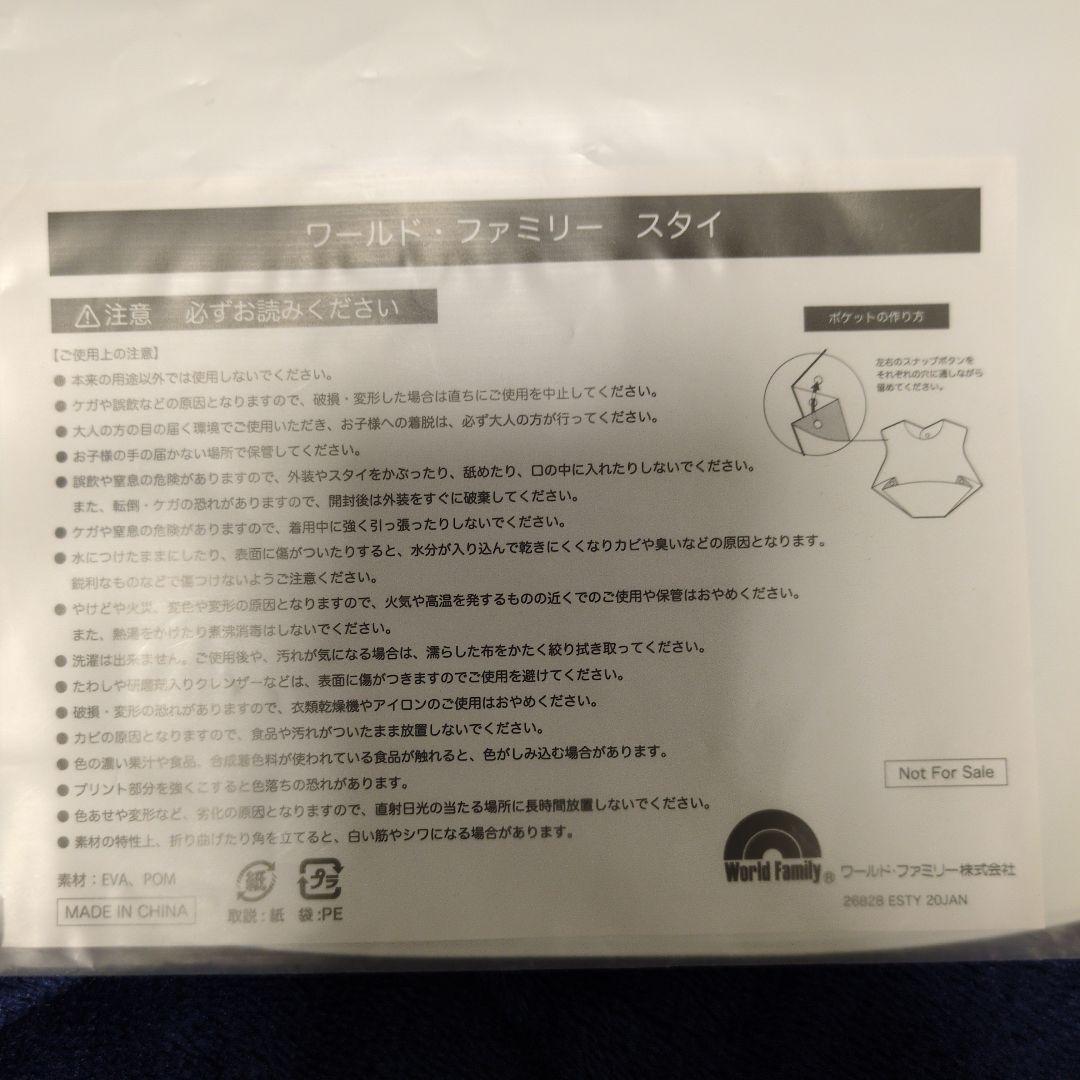 ワールド・ファミリー　スタイ
⚠注意　必ずお読みください
【ご使用上の注意】
● 本来の用途以外では使用しないでください。
● ケガや誤飲などの原因となりますので、破損・変形した場合は直ちにご使用を中止してください。
● 大人の方の目の届く環境でご使用いただき、お子様への着脱は、必ず大人の方が行ってください。
● お子様の手の届かない場所で保管してください。
● 誤飲や窒息の危険がありますので、外装やスタイをかぶったり、舐めたり、口の中に入れたりしないでください。
また、転倒・ケガの恐れがありますので、開封後は外装をすぐに破棄してください。
● ケガや窒息の危険がありますので、着用中に強く引っ張ったりしないでください。
● 水につけたままにしたり、表面に傷がついたりすると、水分が入り込んで乾きにくくなりカビや臭いなどの原因となります。
鋭利なものなどで傷つけないようご注意ください。
● やけどや火災、変色や変形の原因となりますので、火気や高温を発するものの近くでのご使用や保管はおやめください。
また、熱湯をかけたり煮沸消毒はしないでください。
● 洗濯は出来ません。ご使用後や、汚れが気になる場合は、濡らした布をかたく絞り拭き取ってください。
● たわしや研磨剤入りクレンザーなどは、表面に傷がつきますのでご使用を避けてください。
● 破損・変形の恐れがありますので、衣類乾燥機やアイロンのご使用はおやめください。
● カビの原因となりますので、食品や汚れがついたまま放置しないでください。
● 色の濃い果汁や食品、合成着色料が使われている食品が触れると、色がしみ込む場合があります。
● プリント部分を強くこすると色落ちの恐れがあります。
● 色あせや変形など、劣化の原因となりますので、直射日光の当たる場所に長時間放置しないでください。
● 素材の特性上、折り曲げたり角を立てると、白い筋やシワになる場合があります。
素材：EVA、POM
MADE IN CHINA
紙
取説：紙
プラ
袋：PE
ポケットの作り方
左右のスナップボタンを
それぞれの穴に通しながら
留めてください。
Not For Sale
World Family®
ワールド・ファミリー株式会社
26828 ESTY 20JAN